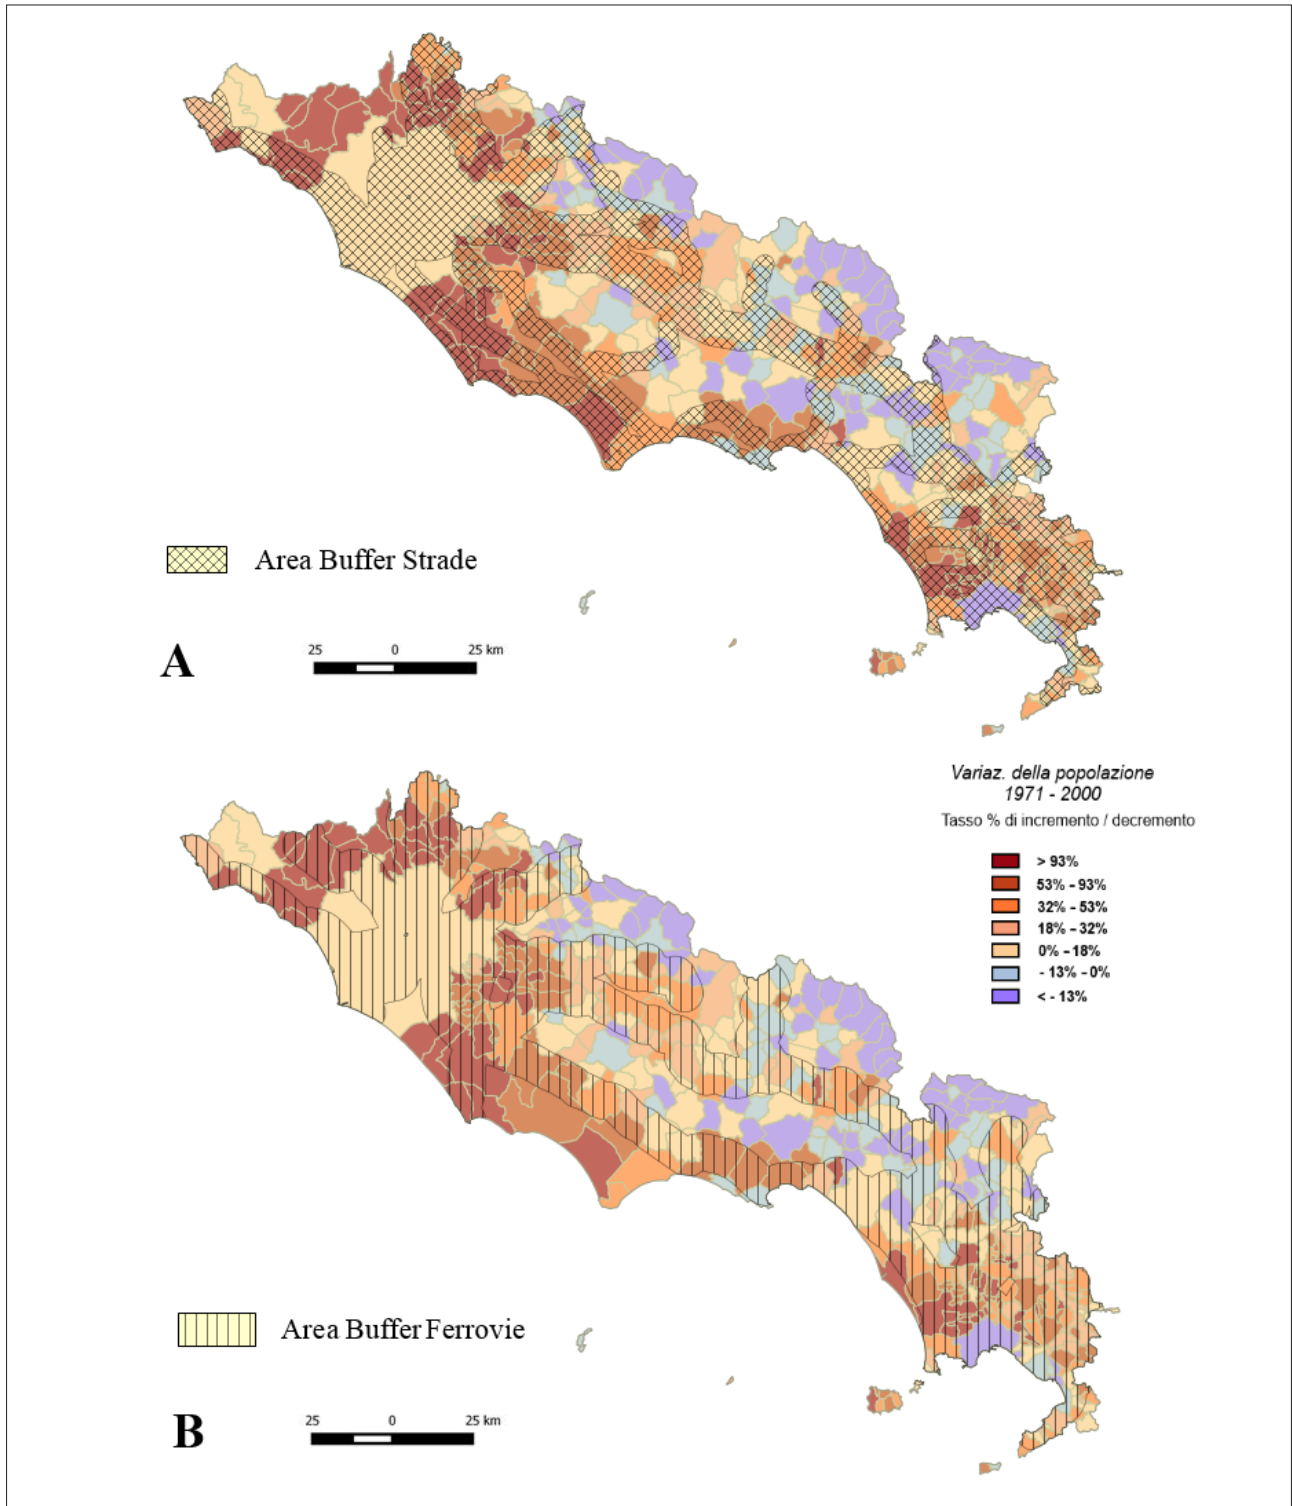 Area Buffer Strade
A
25 0 25 km
Variaz. della popolazione
1971 - 2000
Tasso % di incremento / decremento
> 93%
53% - 93%
32% - 53%
18% - 32%
0% - 18%
- 13% - 0%
< - 13%
Area Buffer Ferrovie
B
25 0 25 km